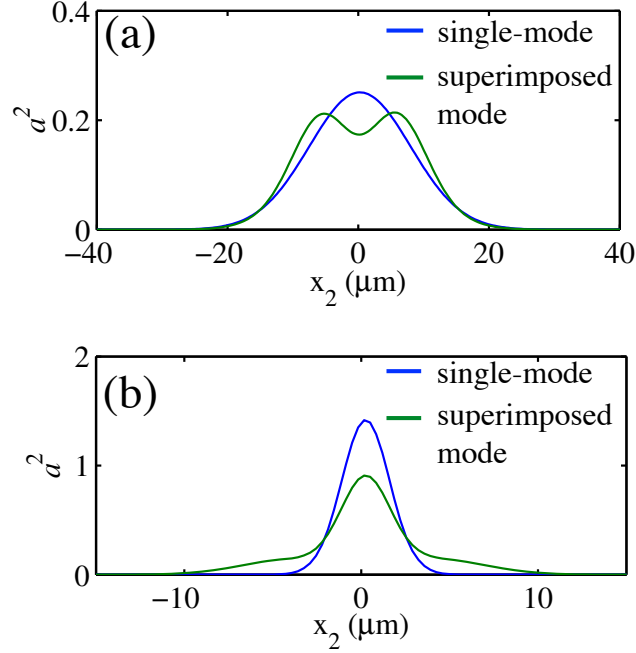 (a)
single-mode
superimposed
mode
0.4
0.2
0
a²
−40
−20
0
20
40
x₂ (μm)
(b)
single-mode
superimposed
mode
2
1
0
a²
−10
0
10
x₂ (μm)